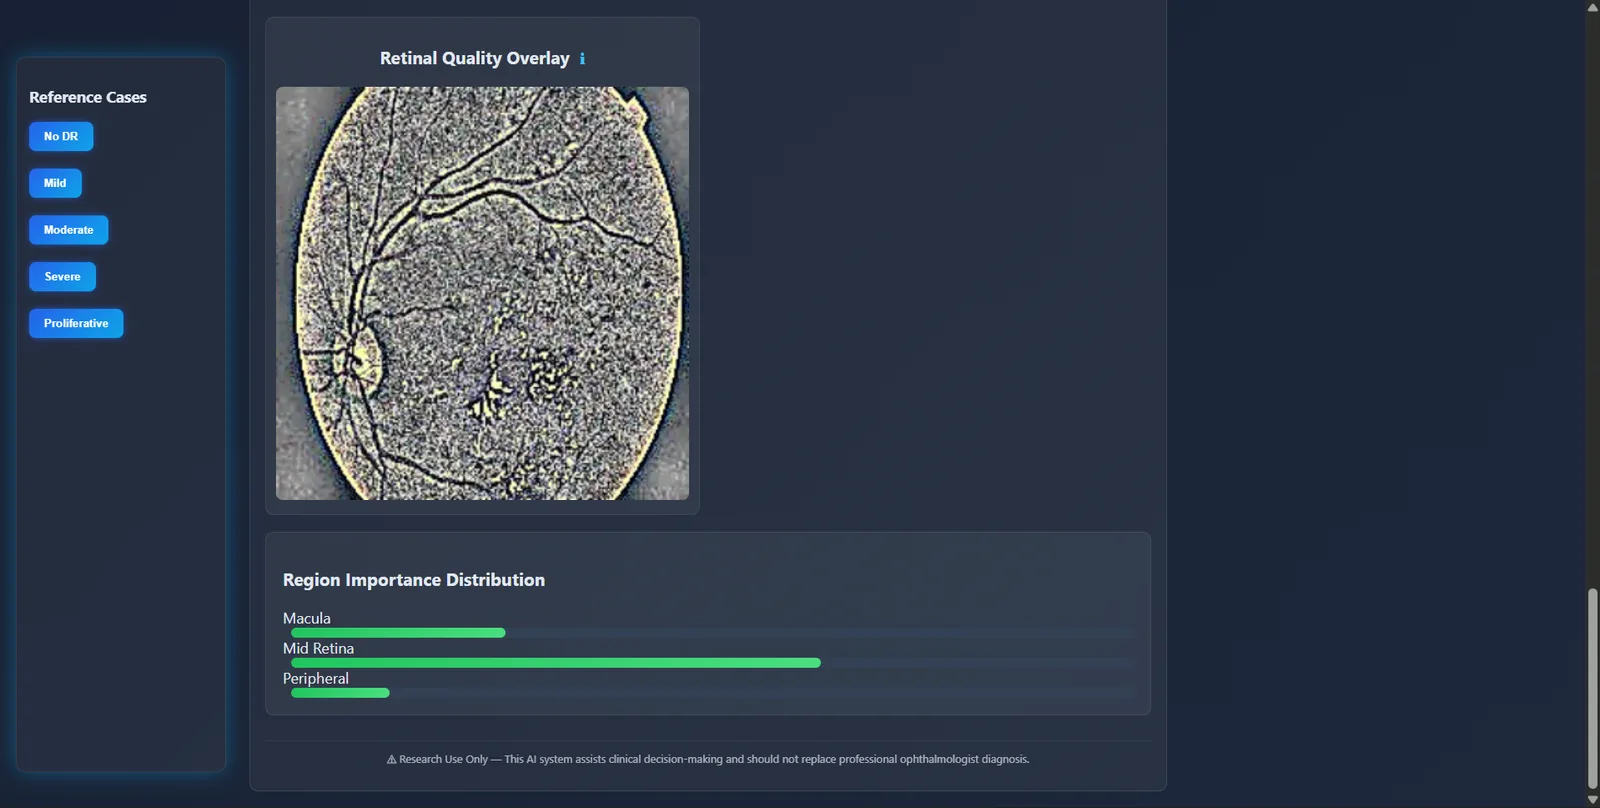 Reference Cases
No DR
Mild
Moderate
Severe
Proliferative
Retinal Quality Overlay ℹ
Region Importance Distribution
Macula
Mid Retina
Peripheral
⚠ Research Use Only — This AI system assists clinical decision-making and should not replace professional ophthalmologist diagnosis.